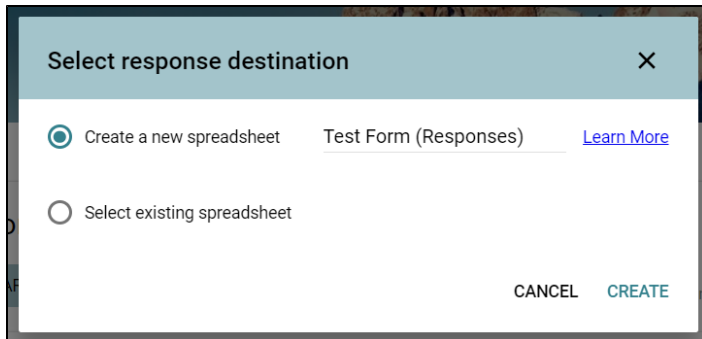 Select response destination
Create a new spreadsheet Test Form (Responses) Learn More
Select existing spreadsheet
CANCEL CREATE